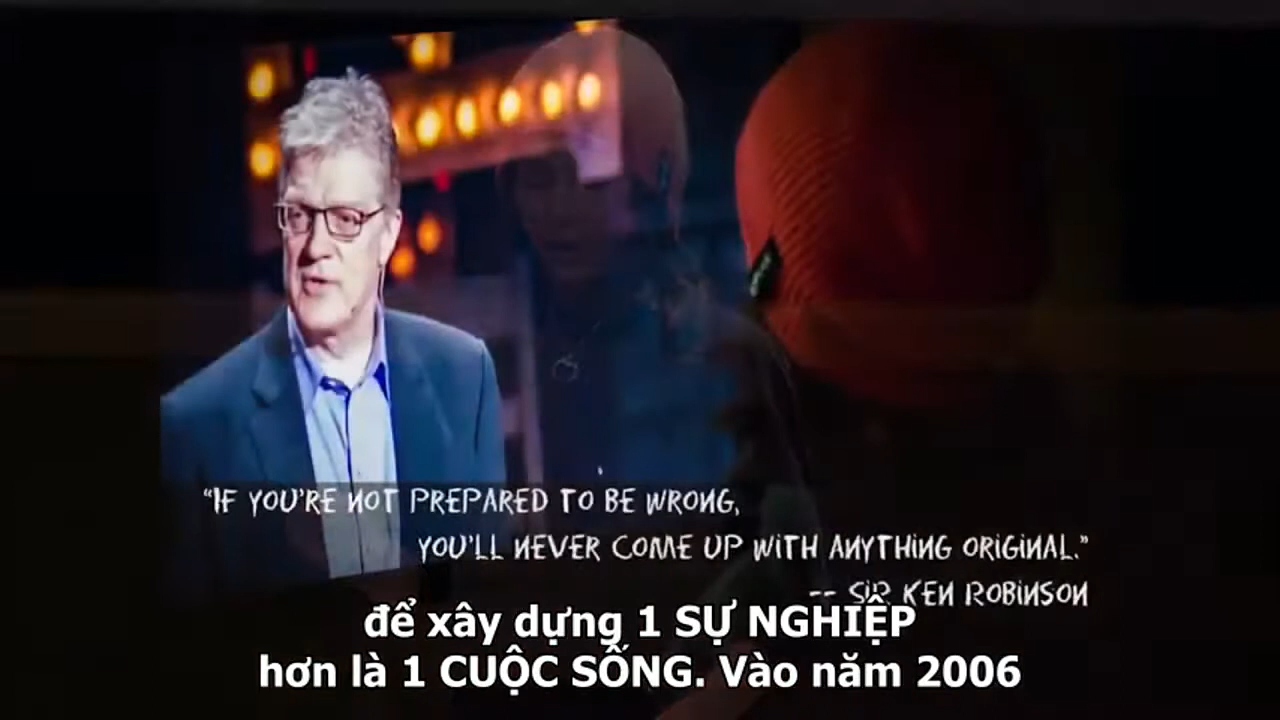 "IF YOU'RE NOT PREPARED TO BE WRONG,
YOU'LL NEVER COME UP WITH ANYTHING ORIGINAL."
-- SIR KEN ROBINSON
để xây dựng 1 SỰ NGHIỆP
hơn là 1 CUỘC SỐNG. Vào năm 2006